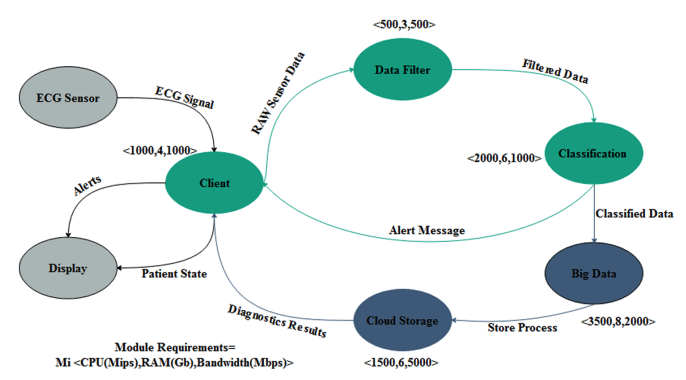 <500,3,500>
Data Filter
Filtered Data
RAW Sensor Data
ECG Sensor
ECG Signal
<1000,4,1000>
<2000,6,1000>
Classification
Client
Alerts
Alert Message
Classified Data
Display
Patient State
Big Data
Diagnostics Results
Cloud Storage
Store Process
<3500,8,2000>
Module Requirements=
Mi <CPU(Mips),RAM(Gb),Bandwidth(Mbps)>
<1500,6,5000>